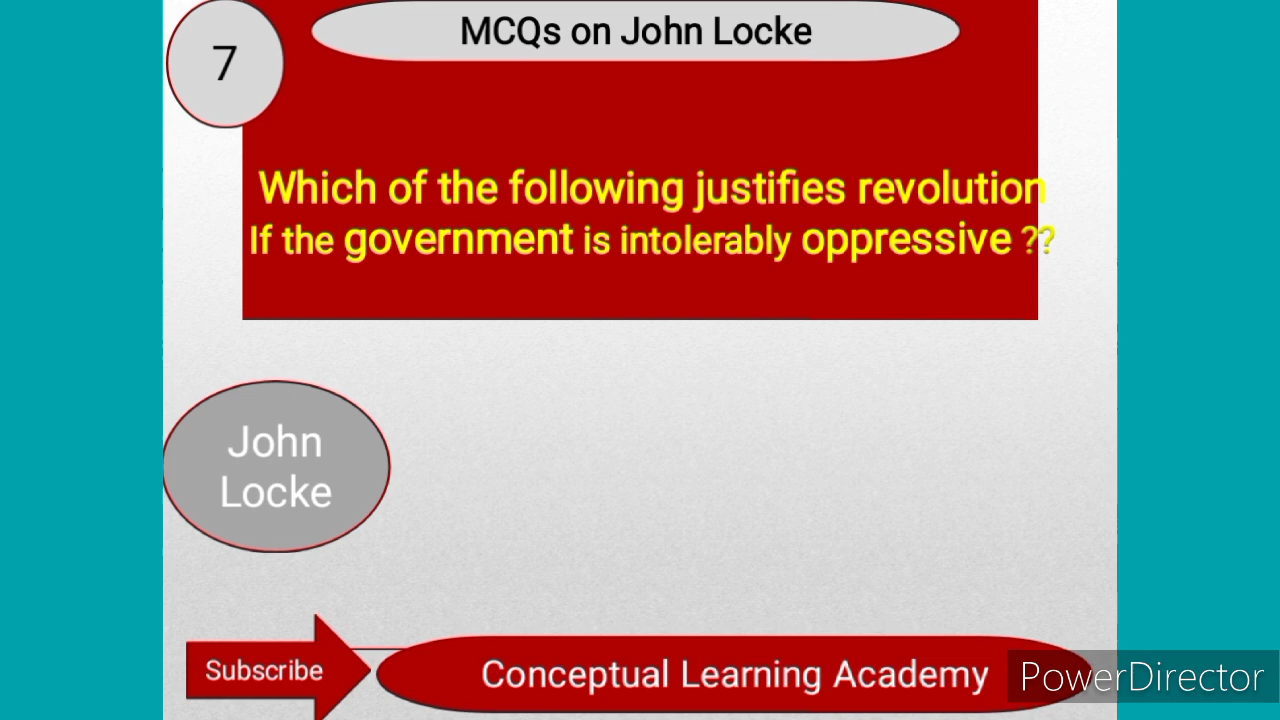 7
MCQs on John Locke
Which of the following justifies revolution
If the government is intolerably oppressive ??
John
Locke
Subscribe
Conceptual Learning Academy
PowerDirector